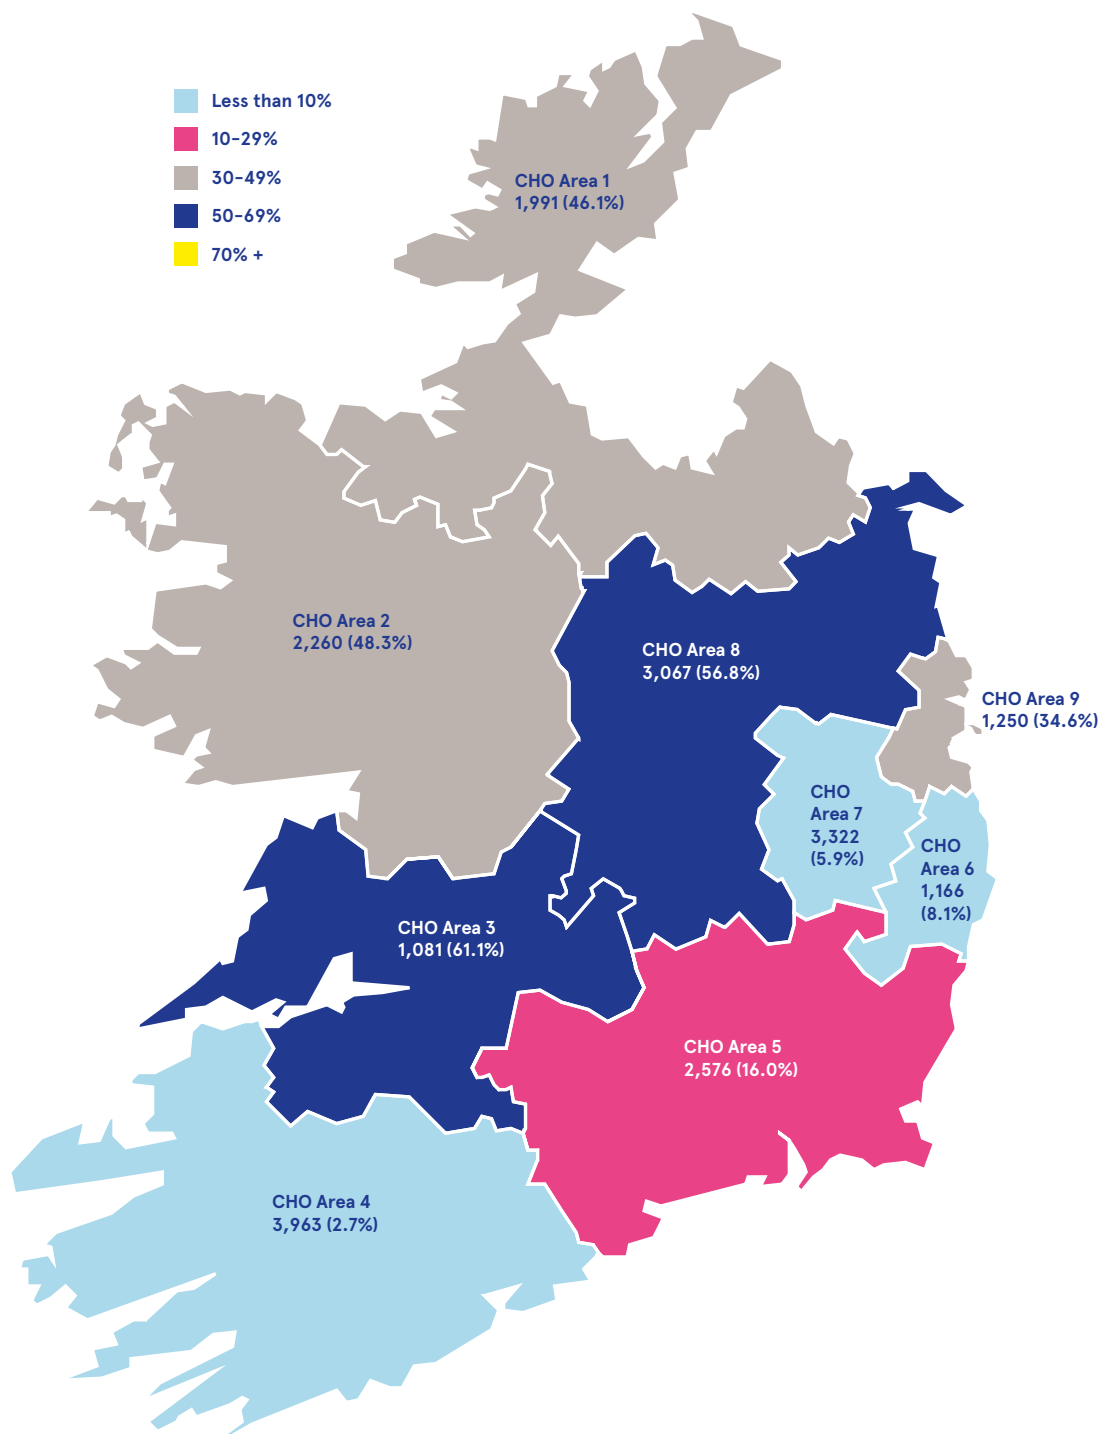 Less than 10%
10-29%
30-49%
50-69%
70% +
CHO Area 1
1,991 (46.1%)
CHO Area 2
2,260 (48.3%)
CHO Area 8
3,067 (56.8%)
CHO Area 9
1,250 (34.6%)
CHO
Area 7
3,322
(5.9%)
CHO
Area 6
1,166
(8.1%)
CHO Area 3
1,081 (61.1%)
CHO Area 5
2,576 (16.0%)
CHO Area 4
3,963 (2.7%)